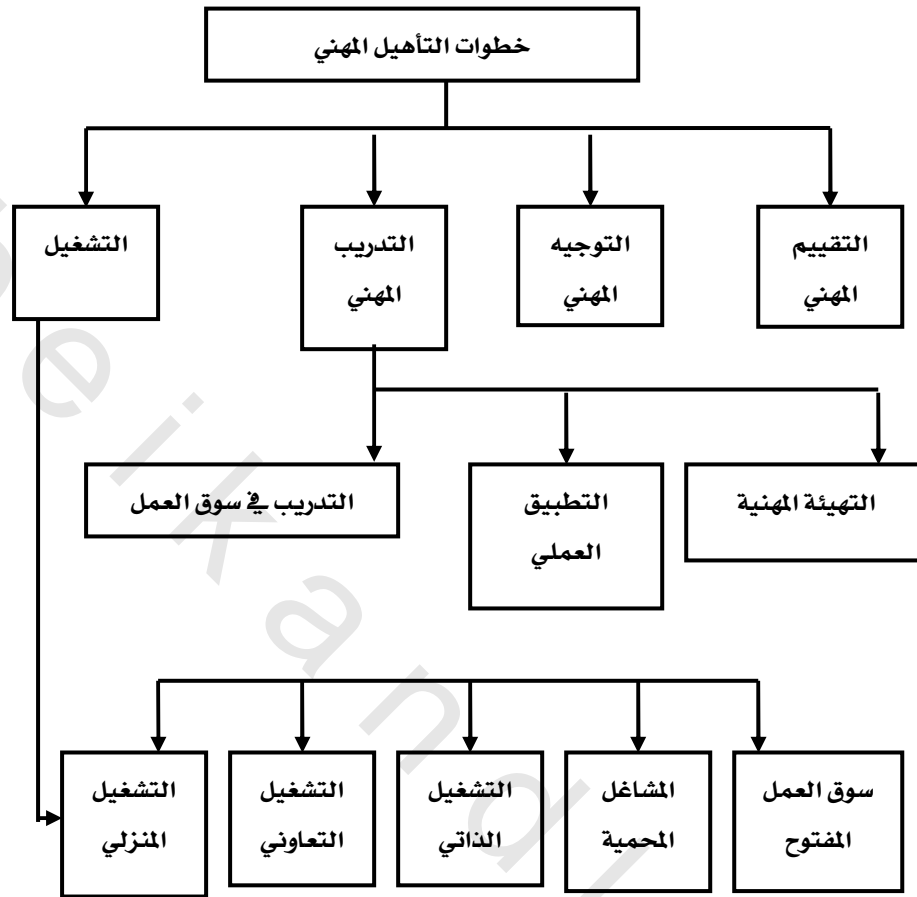 خطوات التأهيل المهني
التقييم
المهني
التوجيه
المهني
التدريب
المهني
التشغيل
التهيئة المهنية
التطبيق
العملي
التدريب في سوق العمل
سوق العمل
المفتوح
المشاغل
المحمية
التشغيل
الذاتي
التشغيل
التعاوني
التشغيل
المنزلي
eikand